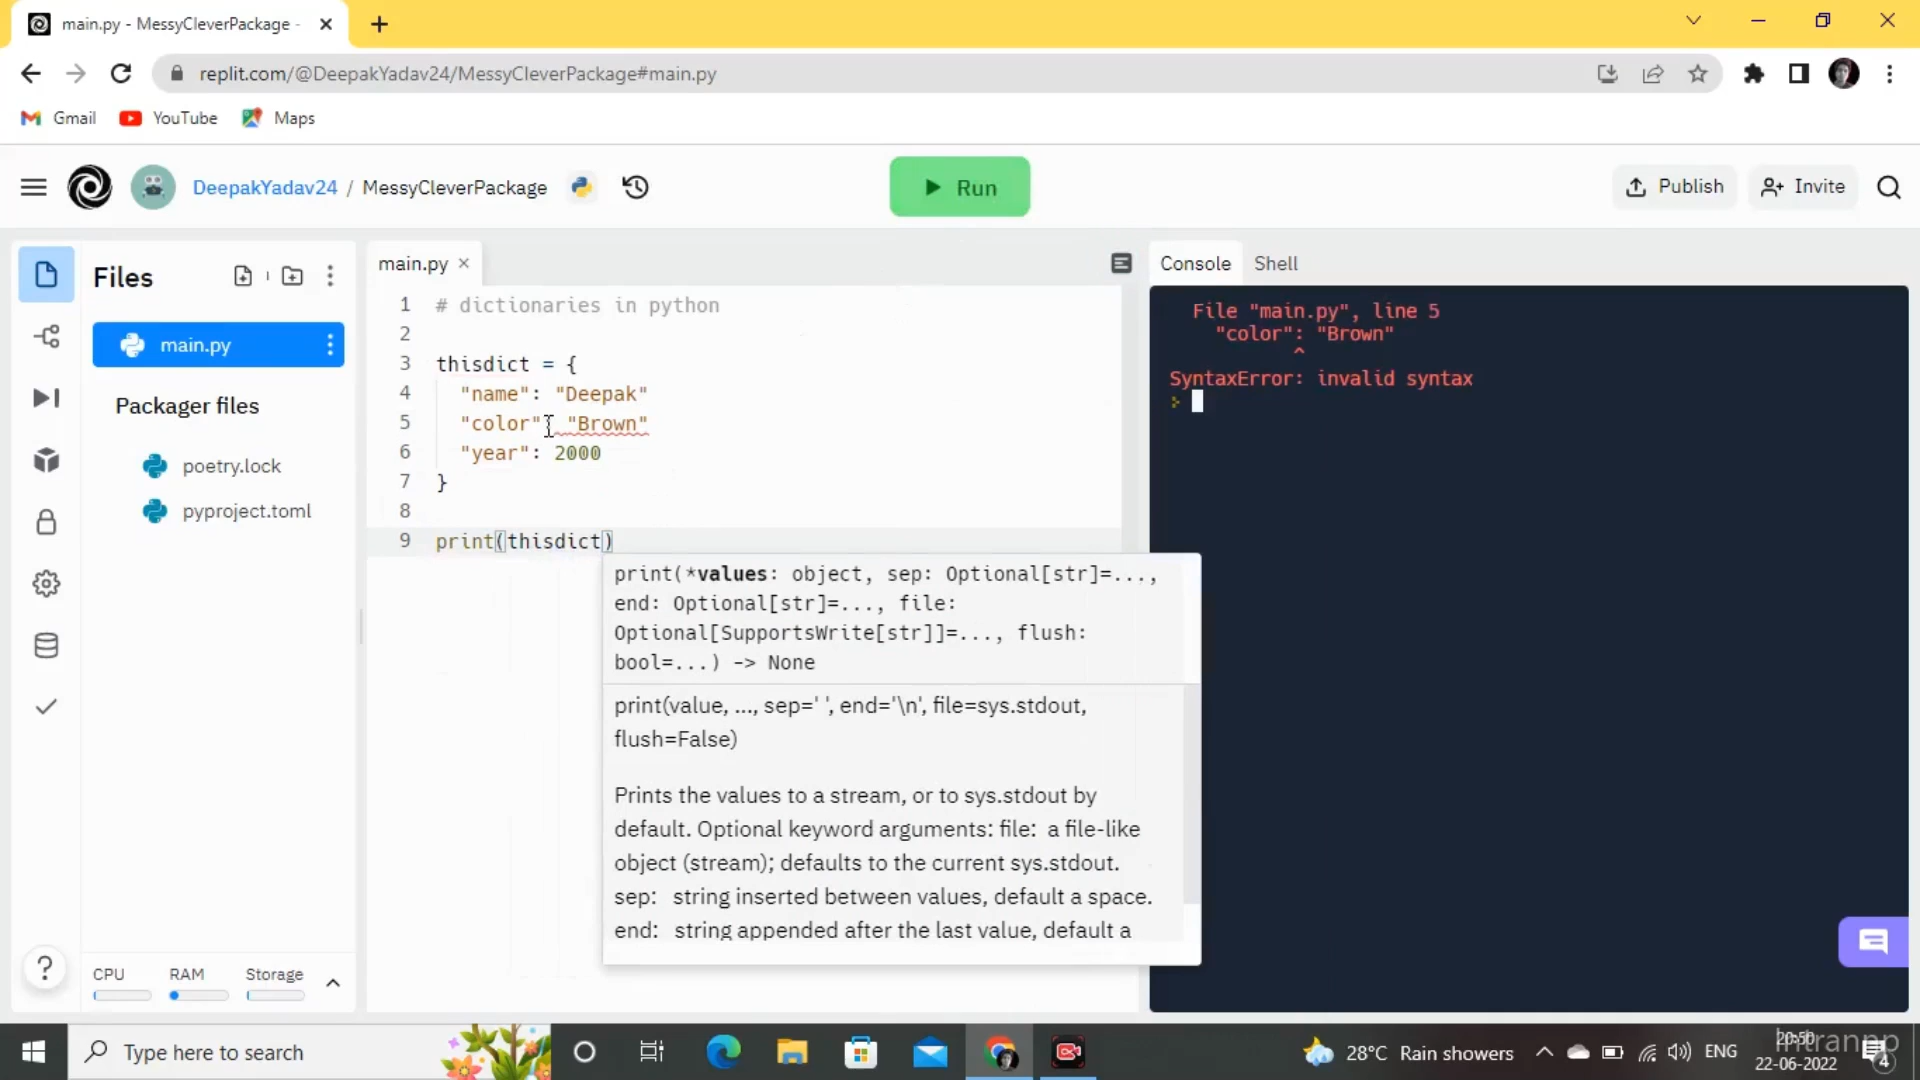 main.py - MessyCleverPackage -
replit.com/@DeepakYadav24/MessyCleverPackage#main.py
Gmail
YouTube
Maps
DeepakYadav24 / MessyCleverPackage
Run
Publish
Invite
Files
main.py
Packager files
poetry.lock
pyproject.toml
CPU
RAM
Storage
main.py
1 # dictionaries in python
2
3 thisdict = {
4 "name": "Deepak"
5 "color": "Brown"
6 "year": 2000
7 }
8
9 print(thisdict)
print(*values: object, sep: Optional[str]=...,
end: Optional[str]=..., file:
Optional[SupportsWrite[str]]=..., flush:
bool=...) -> None
print(value, ..., sep=' ', end='\n', file=sys.stdout,
flush=False)
Prints the values to a stream, or to sys.stdout by
default. Optional keyword arguments: file: a file-like
object (stream); defaults to the current sys.stdout.
sep: string inserted between values, default a space.
end: string appended after the last value, default a
Console
Shell
File "main.py", line 5
"color": "Brown"
^
SyntaxError: invalid syntax
Type here to search
28°C Rain showers
ENG
22-06-2022
4